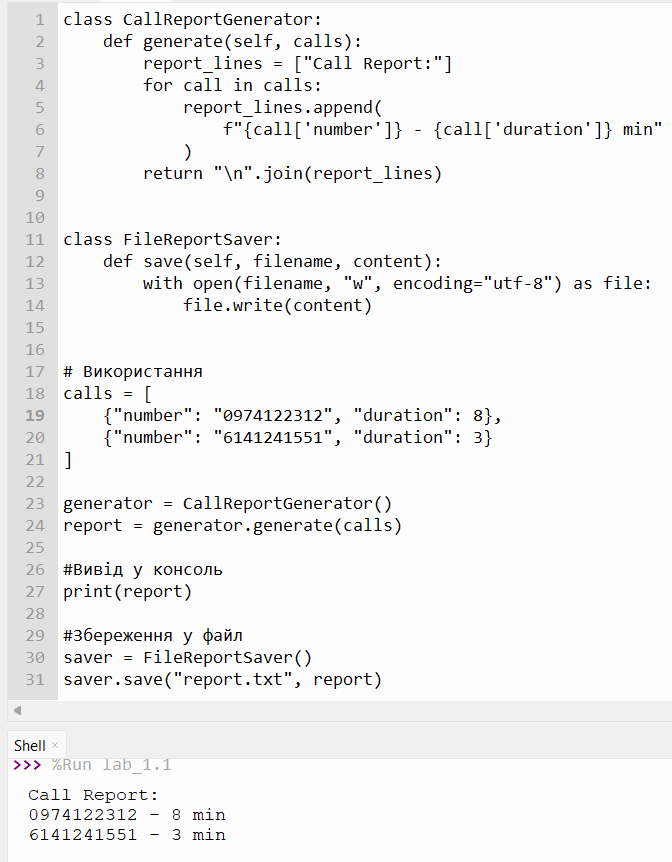 1 class CallReportGenerator:
2     def generate(self, calls):
3         report_lines = ["Call Report:"]
4         for call in calls:
5             report_lines.append(
6                 f"{call['number']} - {call['duration']} min"
7             )
8         return "\n".join(report_lines)
9
10
11 class FileReportSaver:
12     def save(self, filename, content):
13         with open(filename, "w", encoding="utf-8") as file:
14             file.write(content)
15
16
17 # Використання
18 calls = [
19     {"number": "0974122312", "duration": 8},
20     {"number": "6141241551", "duration": 3}
21 ]
22
23 generator = CallReportGenerator()
24 report = generator.generate(calls)
25
26 #Вивід у консоль
27 print(report)
28
29 #Збереження у файл
30 saver = FileReportSaver()
31 saver.save("report.txt", report)
Shell ×
>>> %Run lab_1.1
Call Report:
0974122312 - 8 min
6141241551 - 3 min